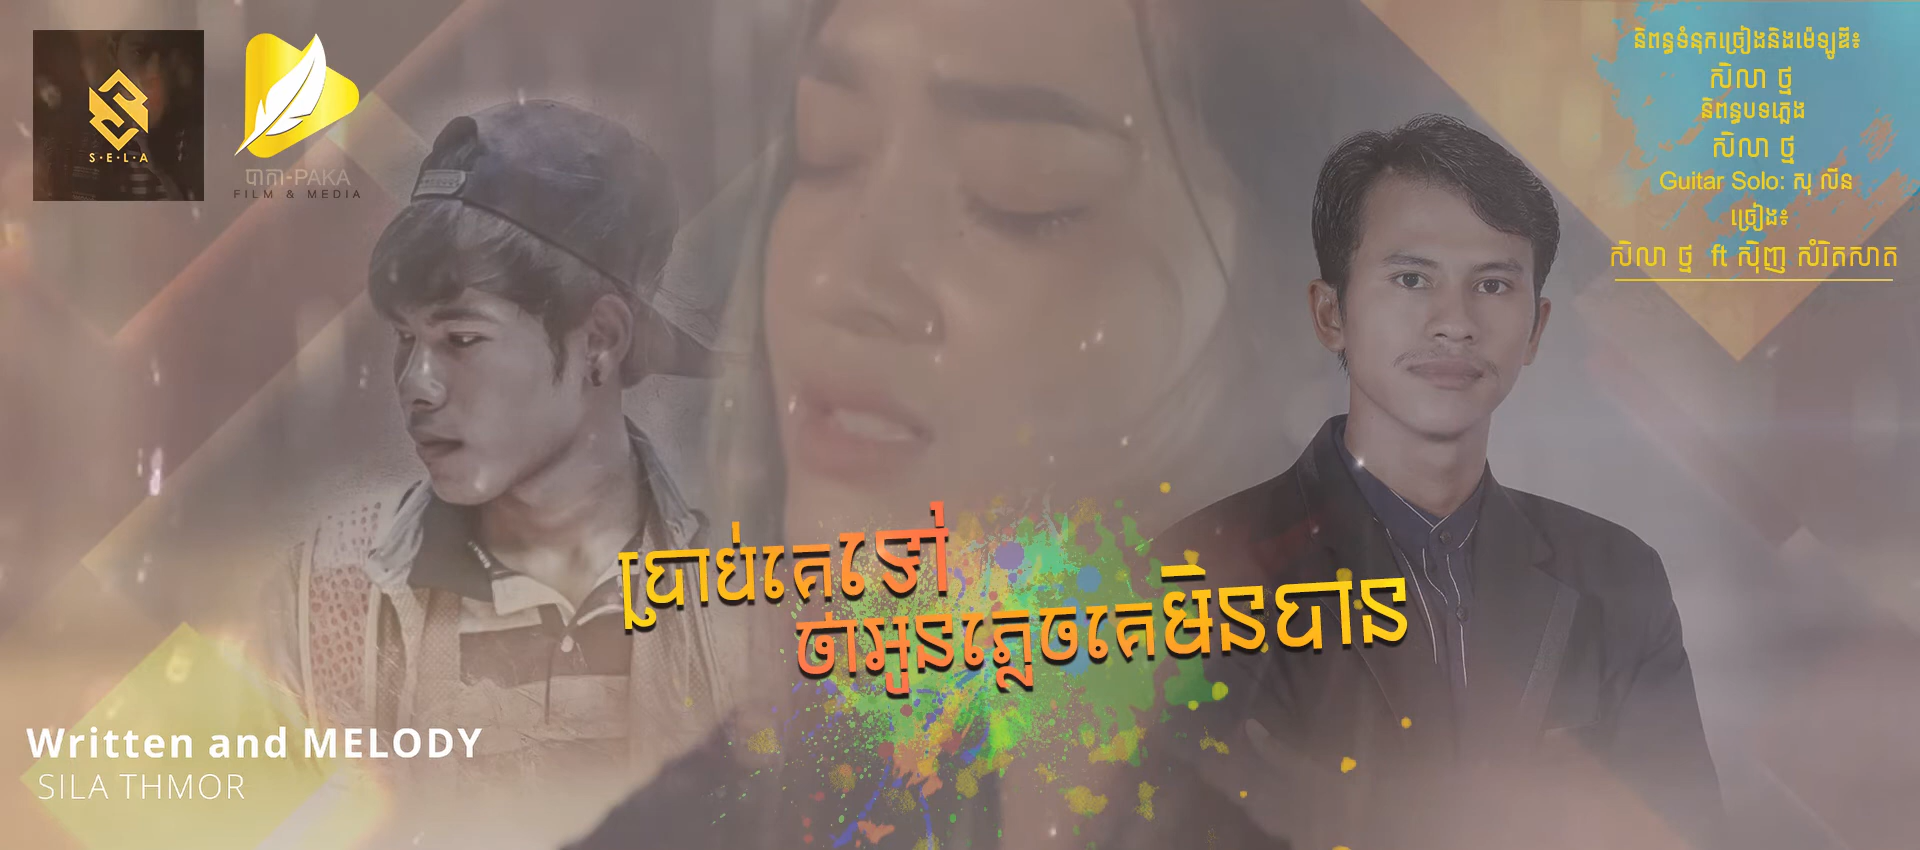 S·E·L·A
បាកា-PAKA
FILM & MEDIA
និពន្ធទំនុកច្រៀងនិងម៉េឡូឌី៖
សិលា ថ្ម
និពន្ធបទភ្លេង
សិលា ថ្ម
Guitar Solo: សុ លីន
ច្រៀង៖
សិលា ថ្ម ft ស៊ិញ សំរិតសាត
ប្រាប់គេទៅ
ថាអូនភ្លេចគេមិនបាន
Written and MELODY
SILA THMOR